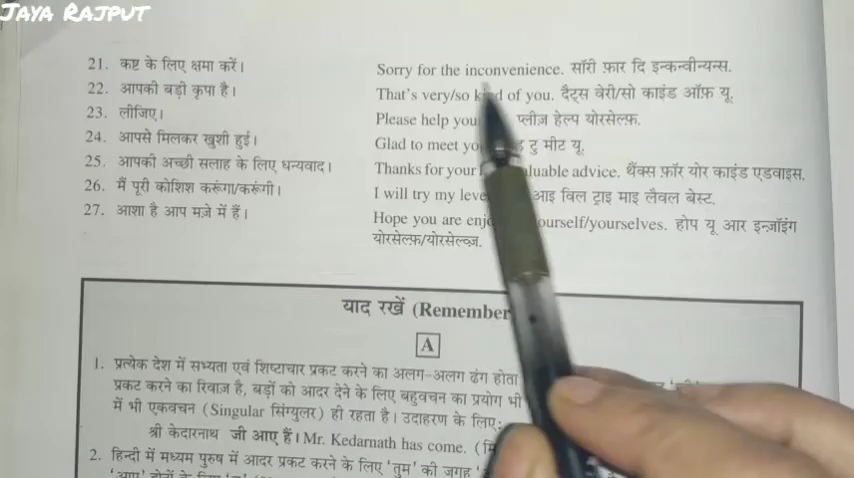 JAYA RAJPUT
21. कष्ट के लिए क्षमा करें। Sorry for the inconvenience. सॉरी फ़ार दि इन्कन्वीन्यन्स.
22. आपकी बड़ी कृपा है। That's very/so kind of you. दैट्स वेरी/सो काइंड ऑफ़ यू.
23. लीजिए। Please help प्लीज़ हेल्प योरसेल्फ़.
24. आपसे मिलकर खुशी हुई। Glad to meet टु मीट यू.
25. आपकी अच्छी सलाह के लिए धन्यवाद। Thanks for your advice. थैंक्स फ़ॉर योर काइंड एडवाइस.
26. मैं पूरी कोशिश करूंगा/करूंगी। I will try my आइ विल ट्राइ माइ लैवल बेस्ट.
27. आशा है आप मज़े में हैं। Hope you are yourself/yourselves. होप यू आर इन्ज़ॉइंग
योरसेल्फ़/योरसेल्व्ज़.
याद रखें (Remember
A
1. प्रत्येक देश में सभ्यता एवं शिष्टाचार प्रकट करने का अलग-अलग ढंग होता
प्रकट करने का रिवाज़ है, बड़ों को आदर देने के लिए बहुवचन का प्रयोग भी
में भी एकवचन (Singular सिंग्युलर) ही रहता है। उदाहरण के लिए:
श्री केदारनाथ जी आए हैं। Mr. Kedarnath has come.
2. हिन्दी में मध्यम पुरुष में आदर प्रकट करने के लिए 'तुम' की जगह